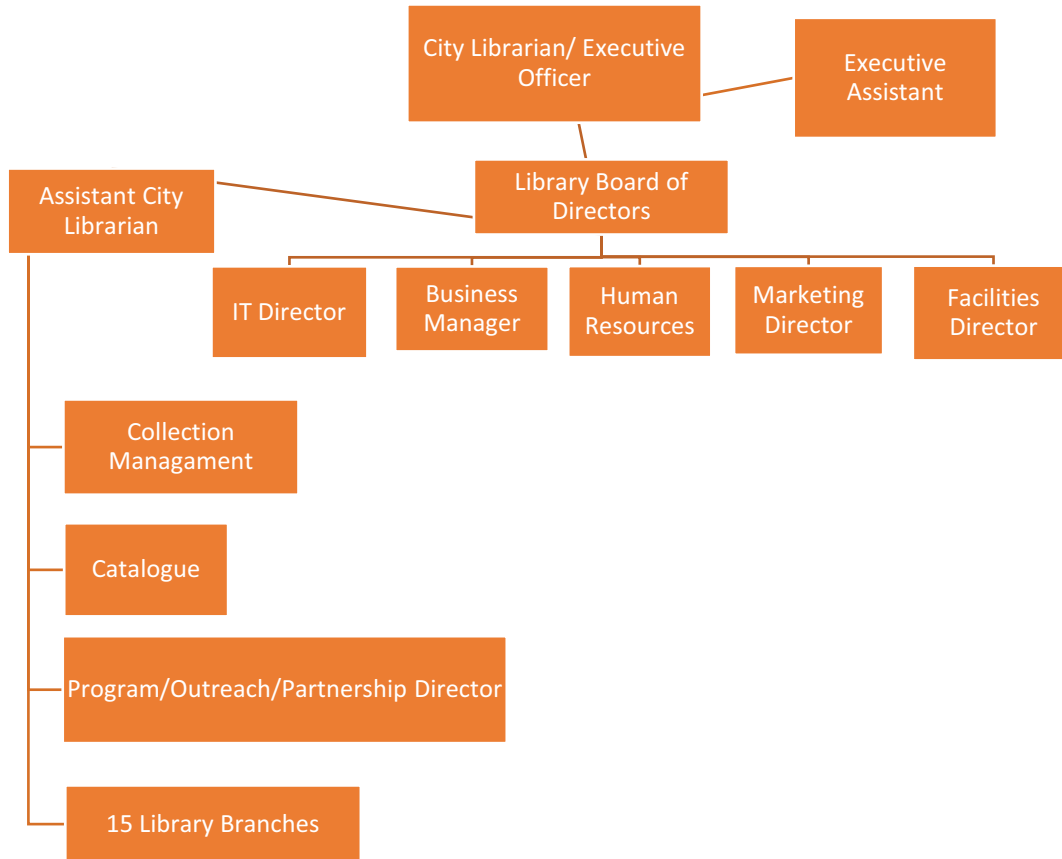 City Librarian/ Executive
Officer
Executive
Assistant
Assistant City
Librarian
Library Board of
Directors
IT Director
Business
Manager
Human
Resources
Marketing
Director
Facilities
Director
Collection
Managament
Catalogue
Program/Outreach/Partnership Director
15 Library Branches